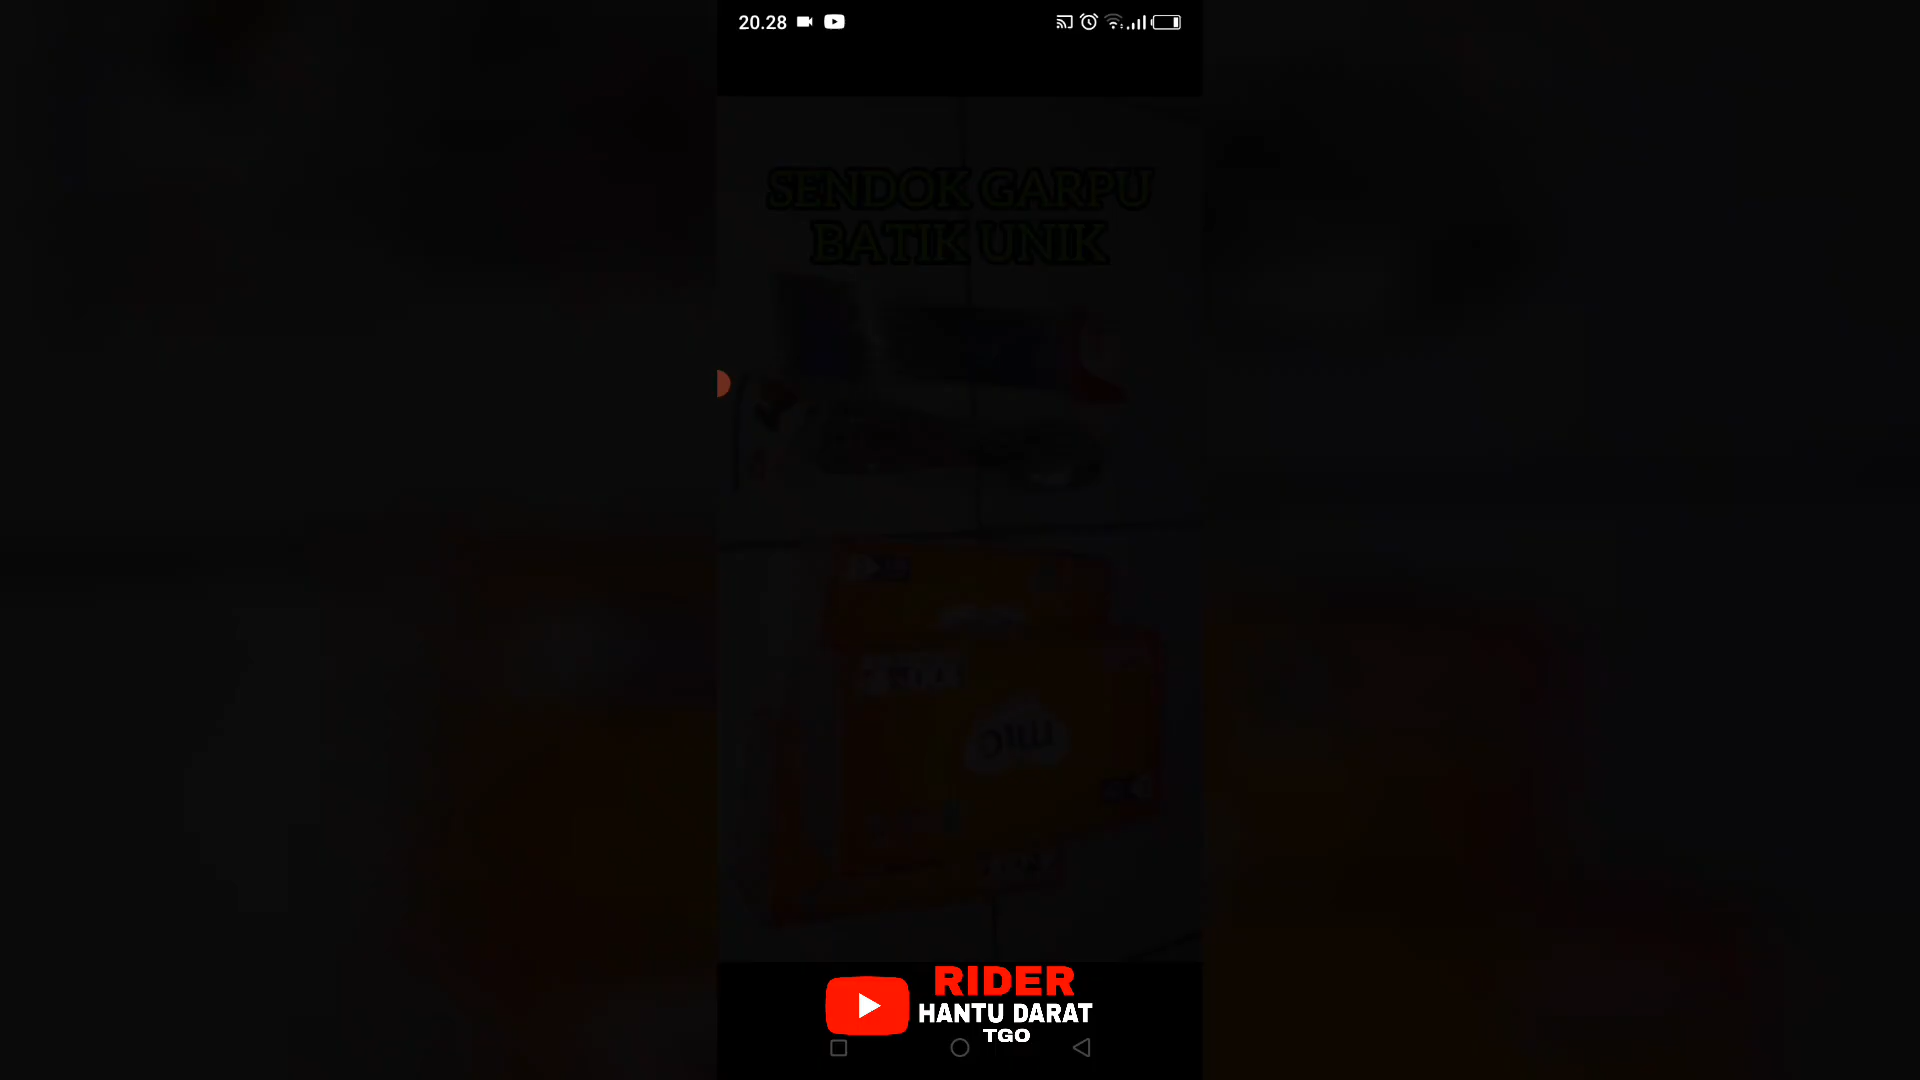 20.28
SENDOK GARPU
BATIK UNIK
RIDER
HANTU DARAT
TGO